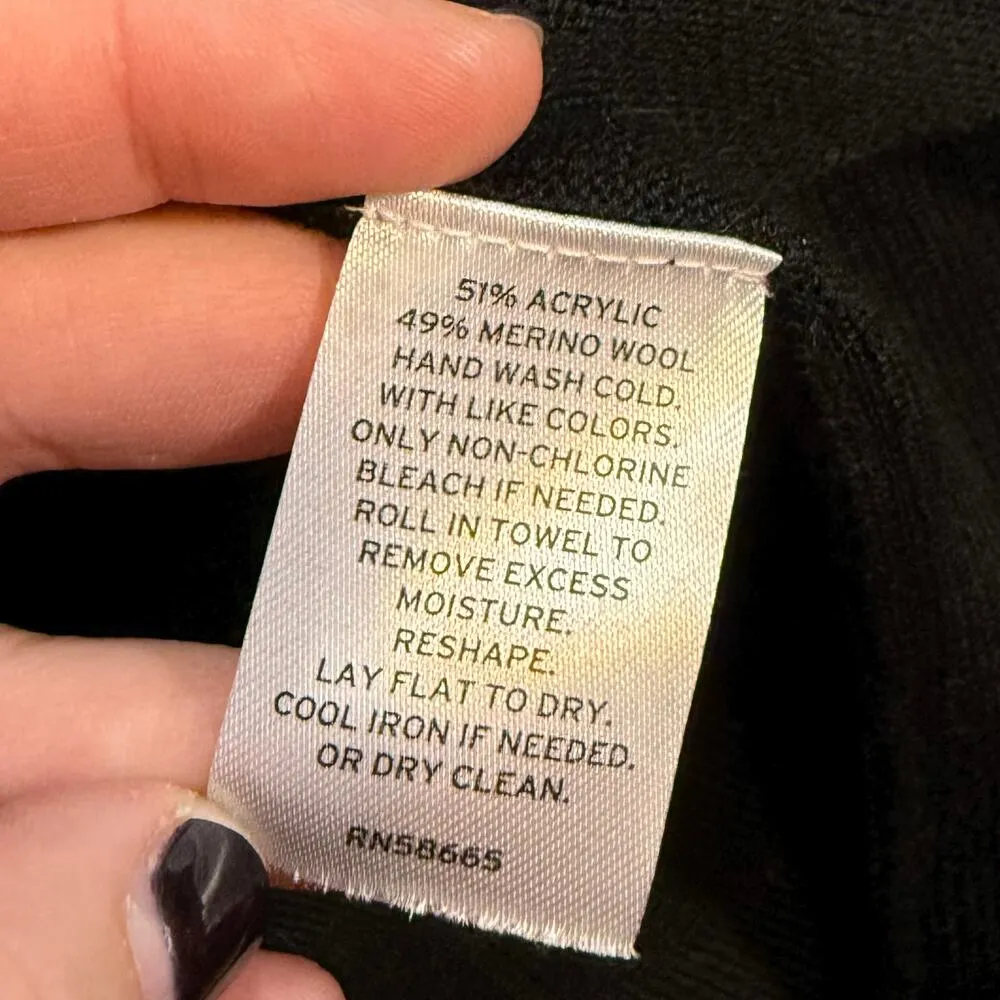 51% ACRYLIC
49% MERINO WOOL
HAND WASH COLD.
WITH LIKE COLORS.
ONLY NON-CHLORINE
BLEACH IF NEEDED.
ROLL IN TOWEL TO
REMOVE EXCESS
MOISTURE.
RESHAPE.
LAY FLAT TO DRY.
COOL IRON IF NEEDED.
OR DRY CLEAN.
RN58665